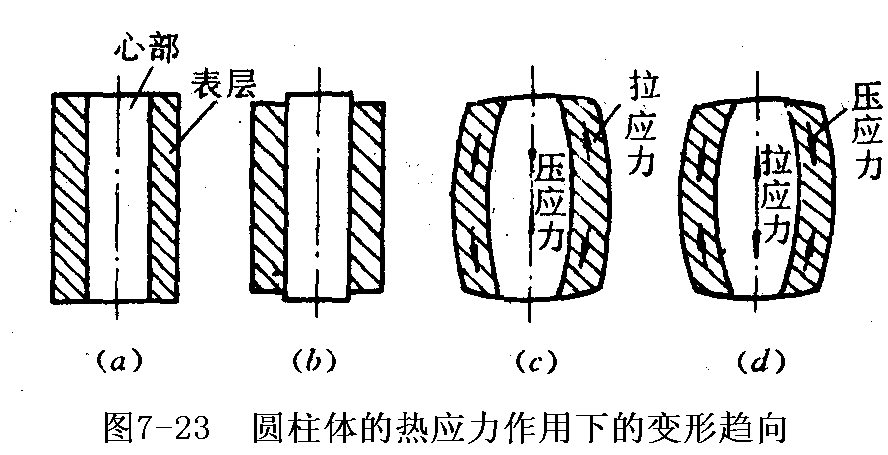 心部
表层
拉应力
压应力
压应力
拉应力
(a)
(b)
(c)
(d)
图7-23 圆柱体的热应力作用下的变形趋向